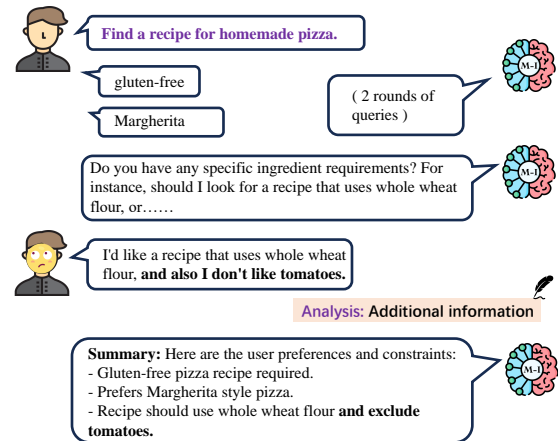 Find a recipe for homemade pizza.
gluten-free
M-I
( 2 rounds of
queries )
Margherita
Do you have any specific ingredient requirements? For
instance, should I look for a recipe that uses whole wheat
flour, or……
M-I
I'd like a recipe that uses whole wheat
flour, and also I don't like tomatoes.
Analysis: Additional information
Summary: Here are the user preferences and constraints:
- Gluten-free pizza recipe required.
- Prefers Margherita style pizza.
- Recipe should use whole wheat flour and exclude
tomatoes.
M-I